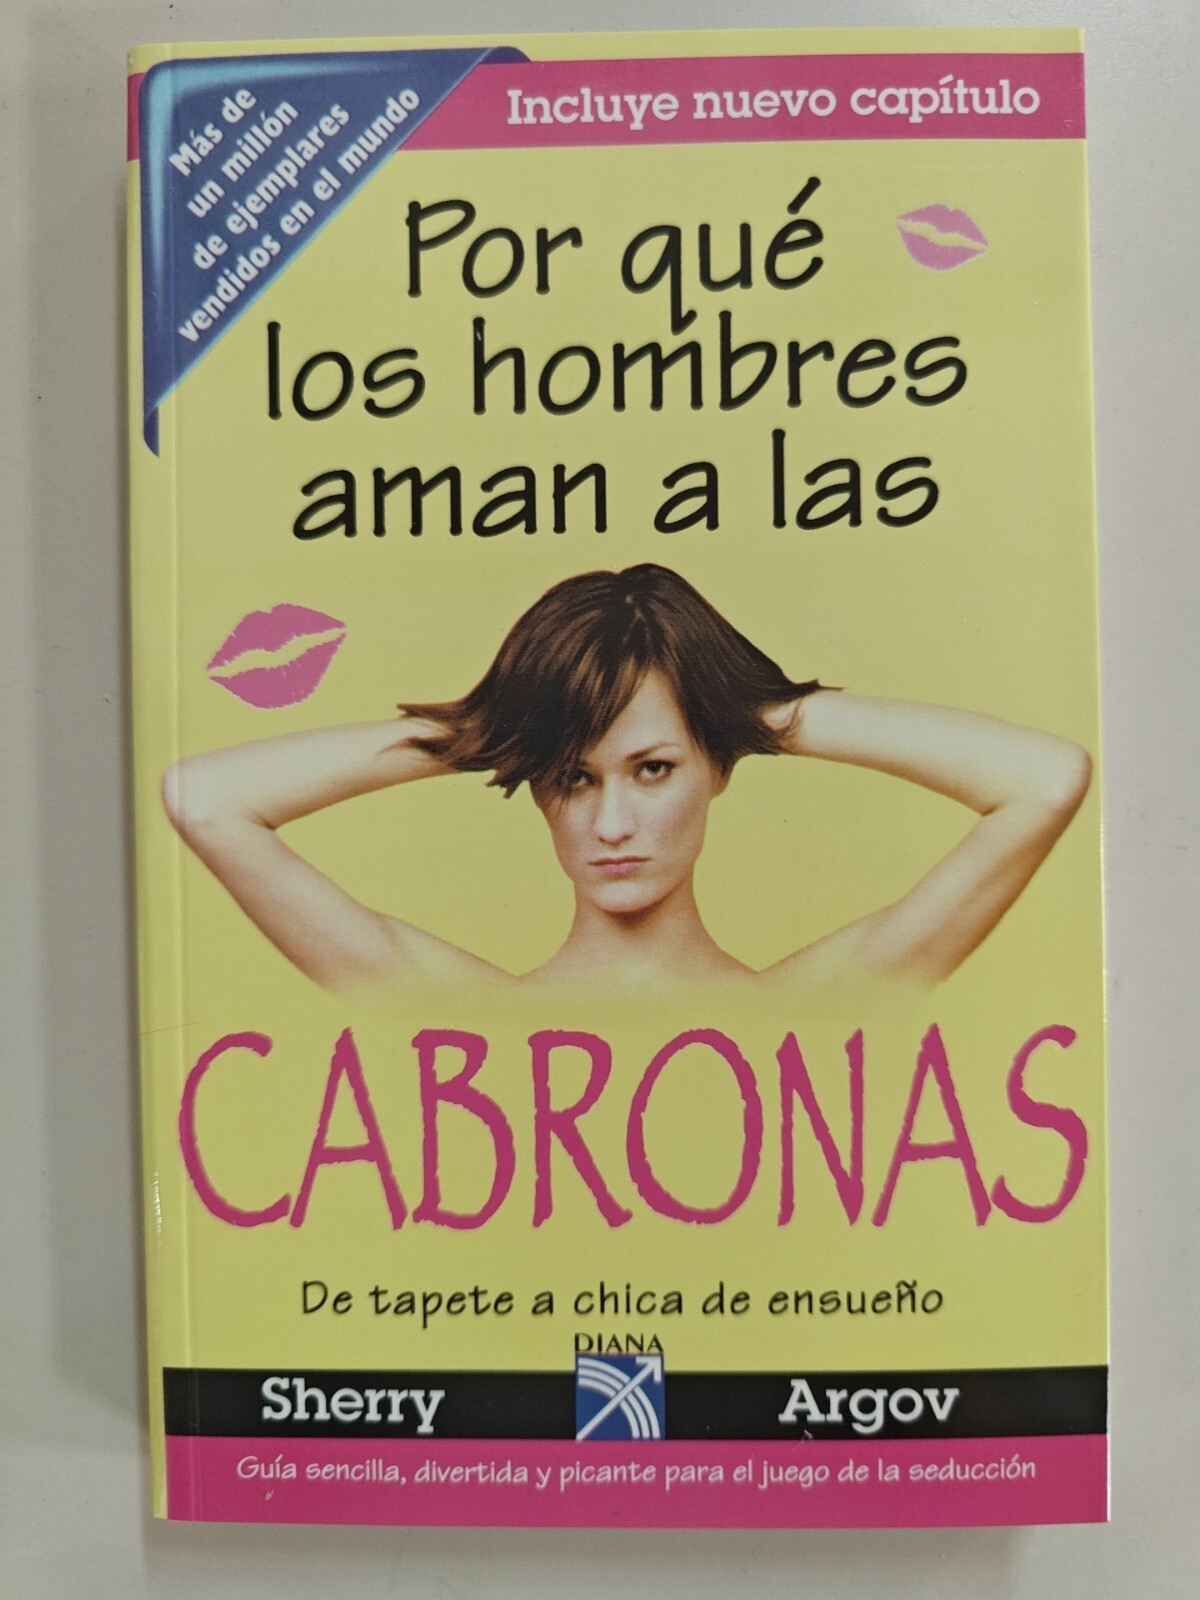 Más de
un millón
de ejemplares
vendidos en el mundo
Incluye nuevo capítulo
Por qué
los hombres
aman a las
CABRONAS
De tapete a chica de ensueño
DIANA
Sherry Argov
Guía sencilla, divertida y picante para el juego de la seducción